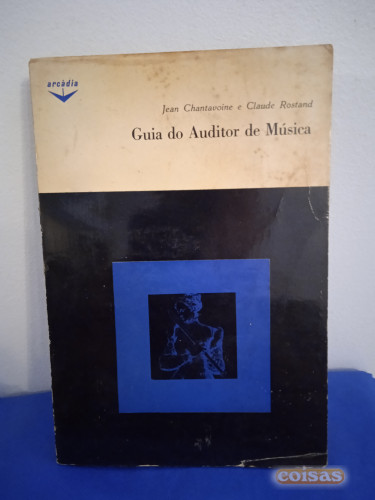 arcádia
Jean Chantavoine e Claude Rostand
Guia do Auditor de Música
coisas